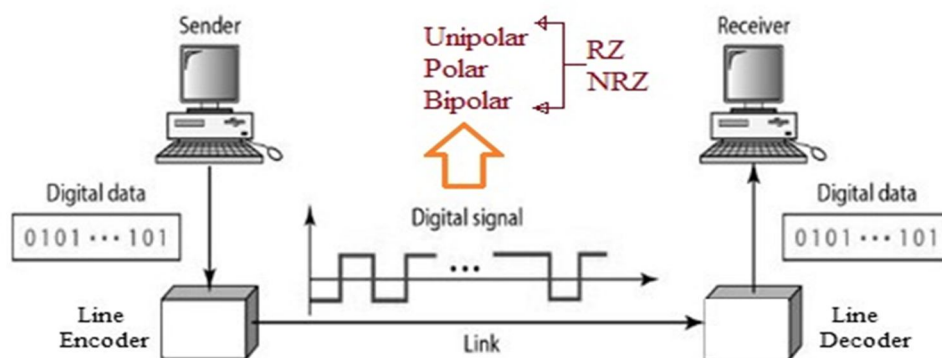 Sender
Unipolar
Polar
Bipolar
RZ
NRZ
Receiver
Digital data
0101 ··· 101
Digital signal
...
Digital data
0101 ··· 101
Line
Encoder
Link
Line
Decoder